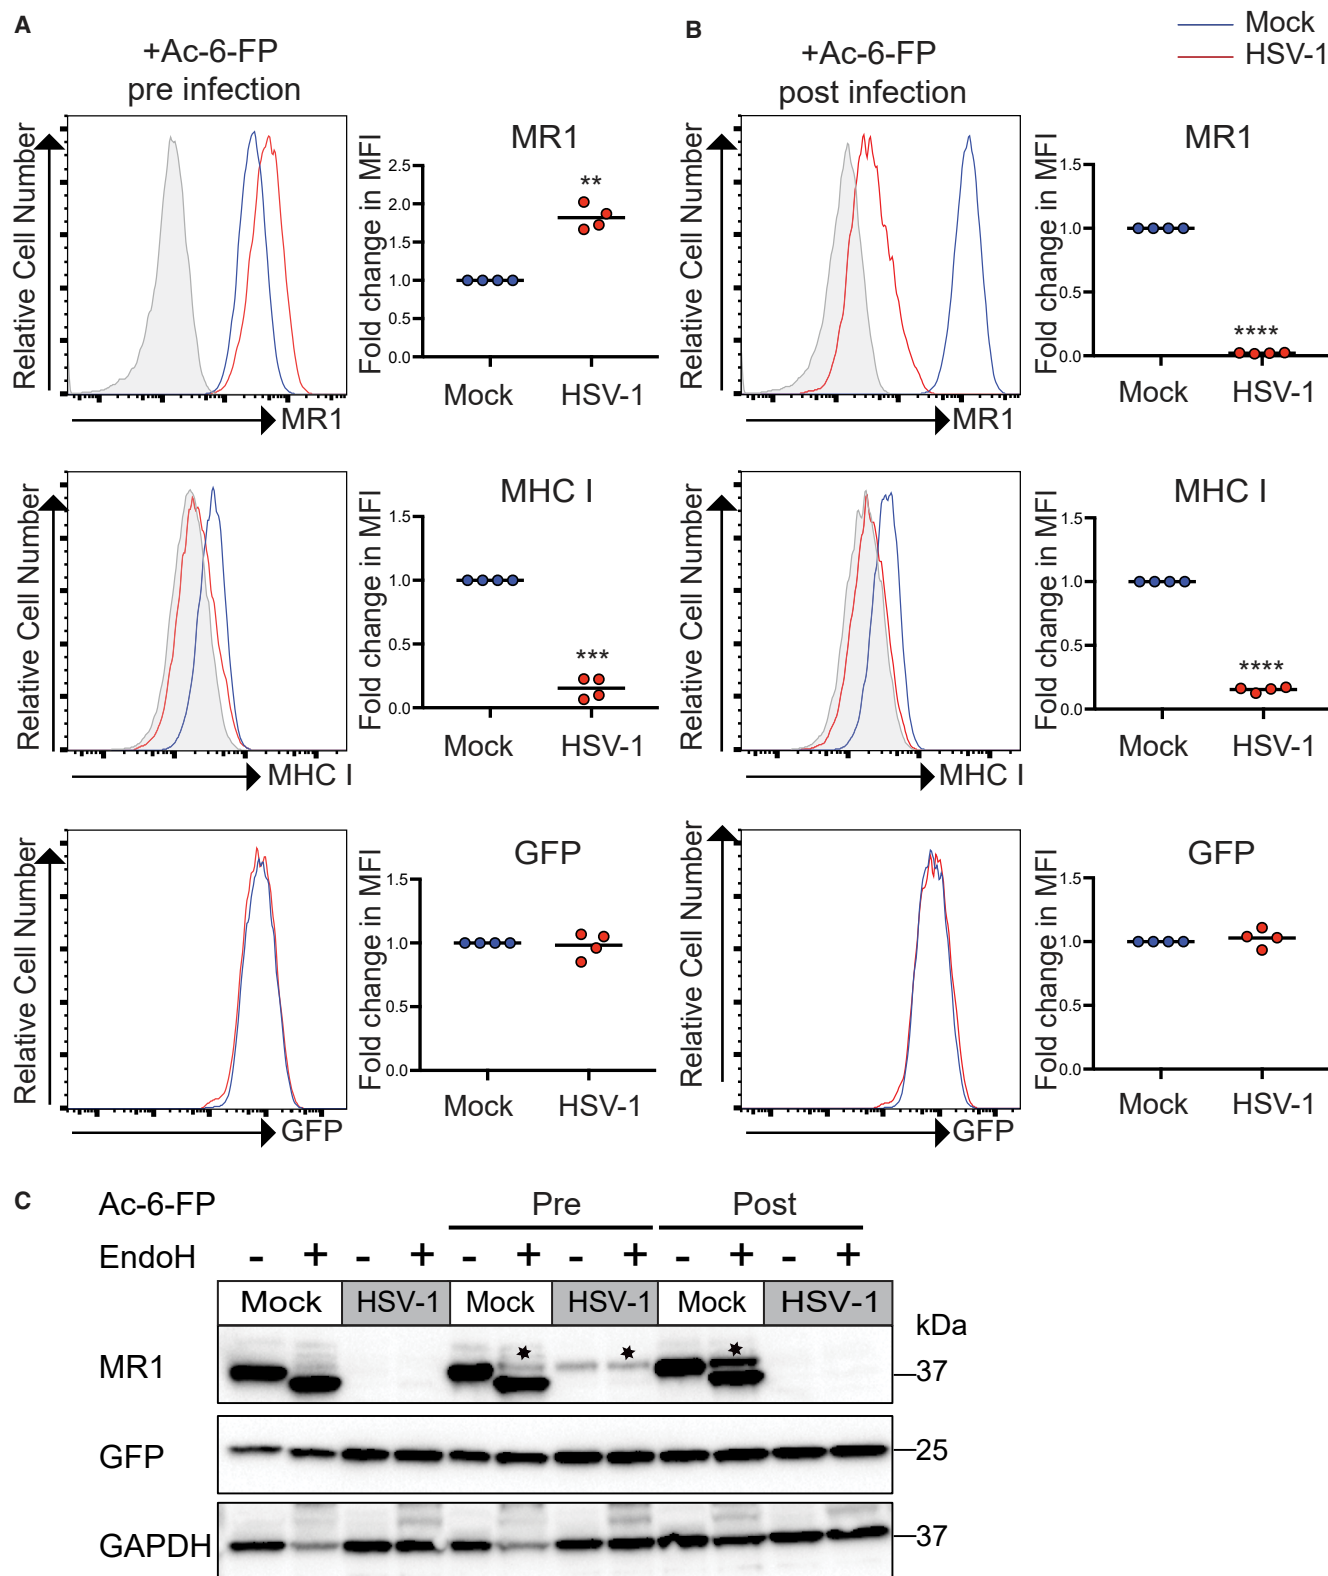 A
+Ac-6-FP
pre infection
B
+Ac-6-FP
post infection
Mock
HSV-1
Relative Cell Number
MR1
Fold change in MFI
MR1
2.5
2.0
1.5
1.0
0.5
0.0
**
Mock
HSV-1
Relative Cell Number
MR1
Fold change in MFI
MR1
1.5
1.0
0.5
0.0
****
Mock
HSV-1
Relative Cell Number
MHC I
Fold change in MFI
MHC I
1.5
1.0
0.5
0.0
***
Mock
HSV-1
Relative Cell Number
MHC I
Fold change in MFI
MHC I
1.5
1.0
0.5
0.0
****
Mock
HSV-1
Relative Cell Number
GFP
Fold change in MFI
GFP
1.5
1.0
0.5
0.0
Mock
HSV-1
Relative Cell Number
GFP
Fold change in MFI
GFP
1.5
1.0
0.5
0.0
Mock
HSV-1
C
Ac-6-FP Pre Post
EndoH - + - + - + - + - + - +
Mock HSV-1 Mock HSV-1 Mock HSV-1
kDa
MR1 37
GFP 25
GAPDH 37